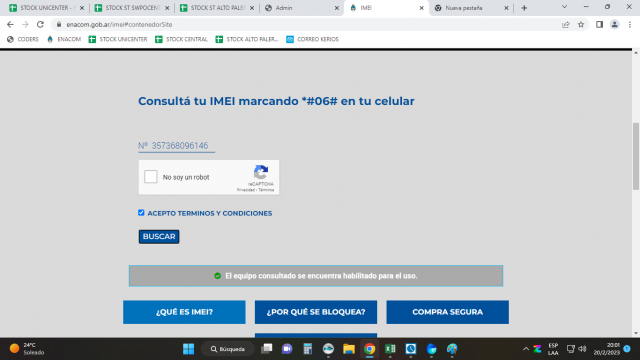 STOCK UNICENTER -
STOCK ST SWPOCEN
STOCK ST ALTO PALE
Admin
IMEI
Nueva pestaña
enacom.gob.ar/imei#contenedorSite
CODERS
ENACOM
STOCK UNICENTER
STOCK CENTRAL
STOCK ALTO PALER...
CORREO KERIOS
Consultá tu IMEI marcando *#06# en tu celular
Nº 357368096146
No soy un robot
reCAPTCHA
Privacidad - Términos
ACEPTO TERMINOS Y CONDICIONES
BUSCAR
El equipo consultado se encuentra habilitado para el uso.
¿QUÉ ES IMEI?
¿POR QUÉ SE BLOQUEA?
COMPRA SEGURA
24°C
Soleado
Búsqueda
ESP
LAA
20:01
20/2/2023